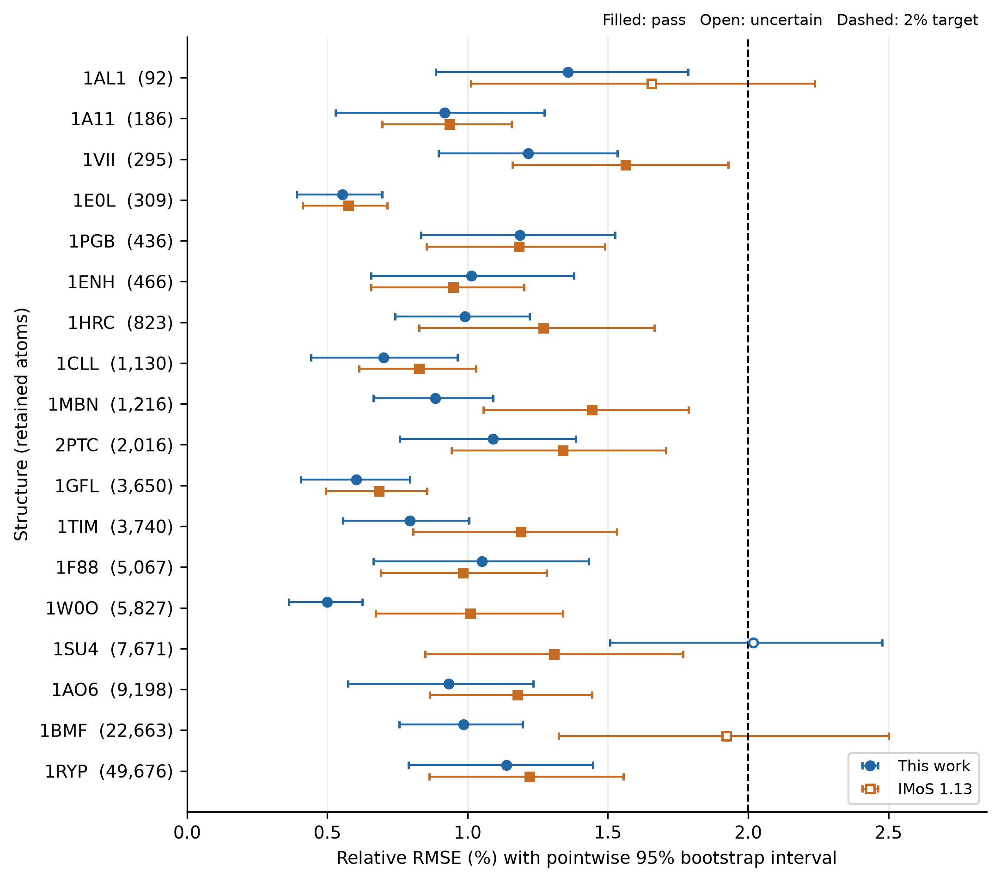 Filled: pass   Open: uncertain   Dashed: 2% target
Structure (retained atoms)
1AL1 (92)
1A11 (186)
1VII (295)
1E0L (309)
1PGB (436)
1ENH (466)
1HRC (823)
1CLL (1,130)
1MBN (1,216)
2PTC (2,016)
1GFL (3,650)
1TIM (3,740)
1F88 (5,067)
1W0O (5,827)
1SU4 (7,671)
1AO6 (9,198)
1BMF (22,663)
1RYP (49,676)
This work
IMoS 1.13
0.0 0.5 1.0 1.5 2.0 2.5
Relative RMSE (%) with pointwise 95% bootstrap interval